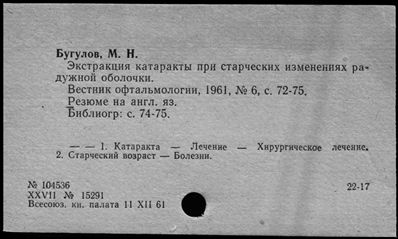 Бугулов, М. Н.
Экстракция катаракты при старческих изменениях ра-
дужной оболочки.
Вестник офтальмологии, 1961, № 6, с. 72-75.
Резюме на англ. яз.
Библиогр: с. 74-75.
— — 1. Катаракта — Лечение — Хирургическое лечение.
2. Старческий возраст — Болезни.
№ 104536 22-17
XXVII № 15291
Всесоюз. кн. палата 11 XII 61